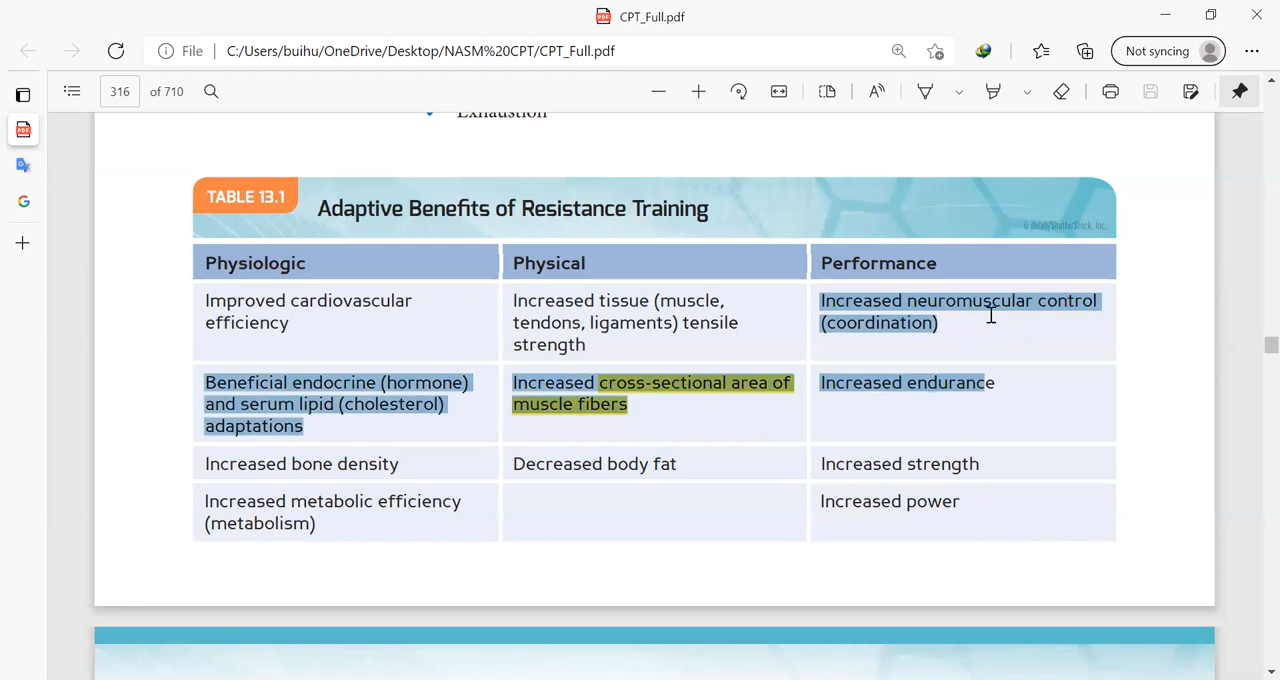 CPT_Full.pdf
File
C:/Users/buihu/OneDrive/Desktop/NASM%20CPT/CPT_Full.pdf
Not syncing
316 of 710
Exhaustion
TABLE 13.1
Adaptive Benefits of Resistance Training
Physiologic
Physical
Performance
Improved cardiovascular
efficiency
Increased tissue (muscle,
tendons, ligaments) tensile
strength
Increased neuromuscular control
(coordination)
Beneficial endocrine (hormone)
and serum lipid (cholesterol)
adaptations
Increased cross-sectional area of
muscle fibers
Increased endurance
Increased bone density
Decreased body fat
Increased strength
Increased metabolic efficiency
(metabolism)
Increased power